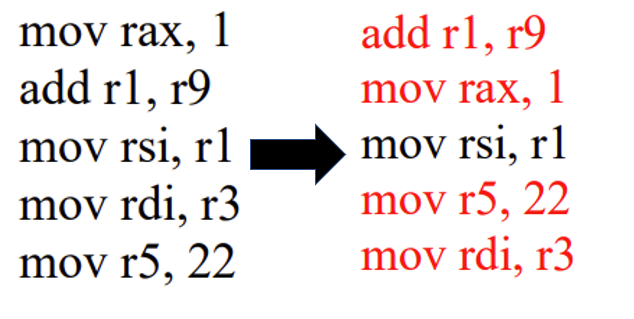 mov rax, 1
add r1, r9
mov rsi, r1
mov rdi, r3
mov r5, 22
add r1, r9
mov rax, 1
mov rsi, r1
mov r5, 22
mov rdi, r3